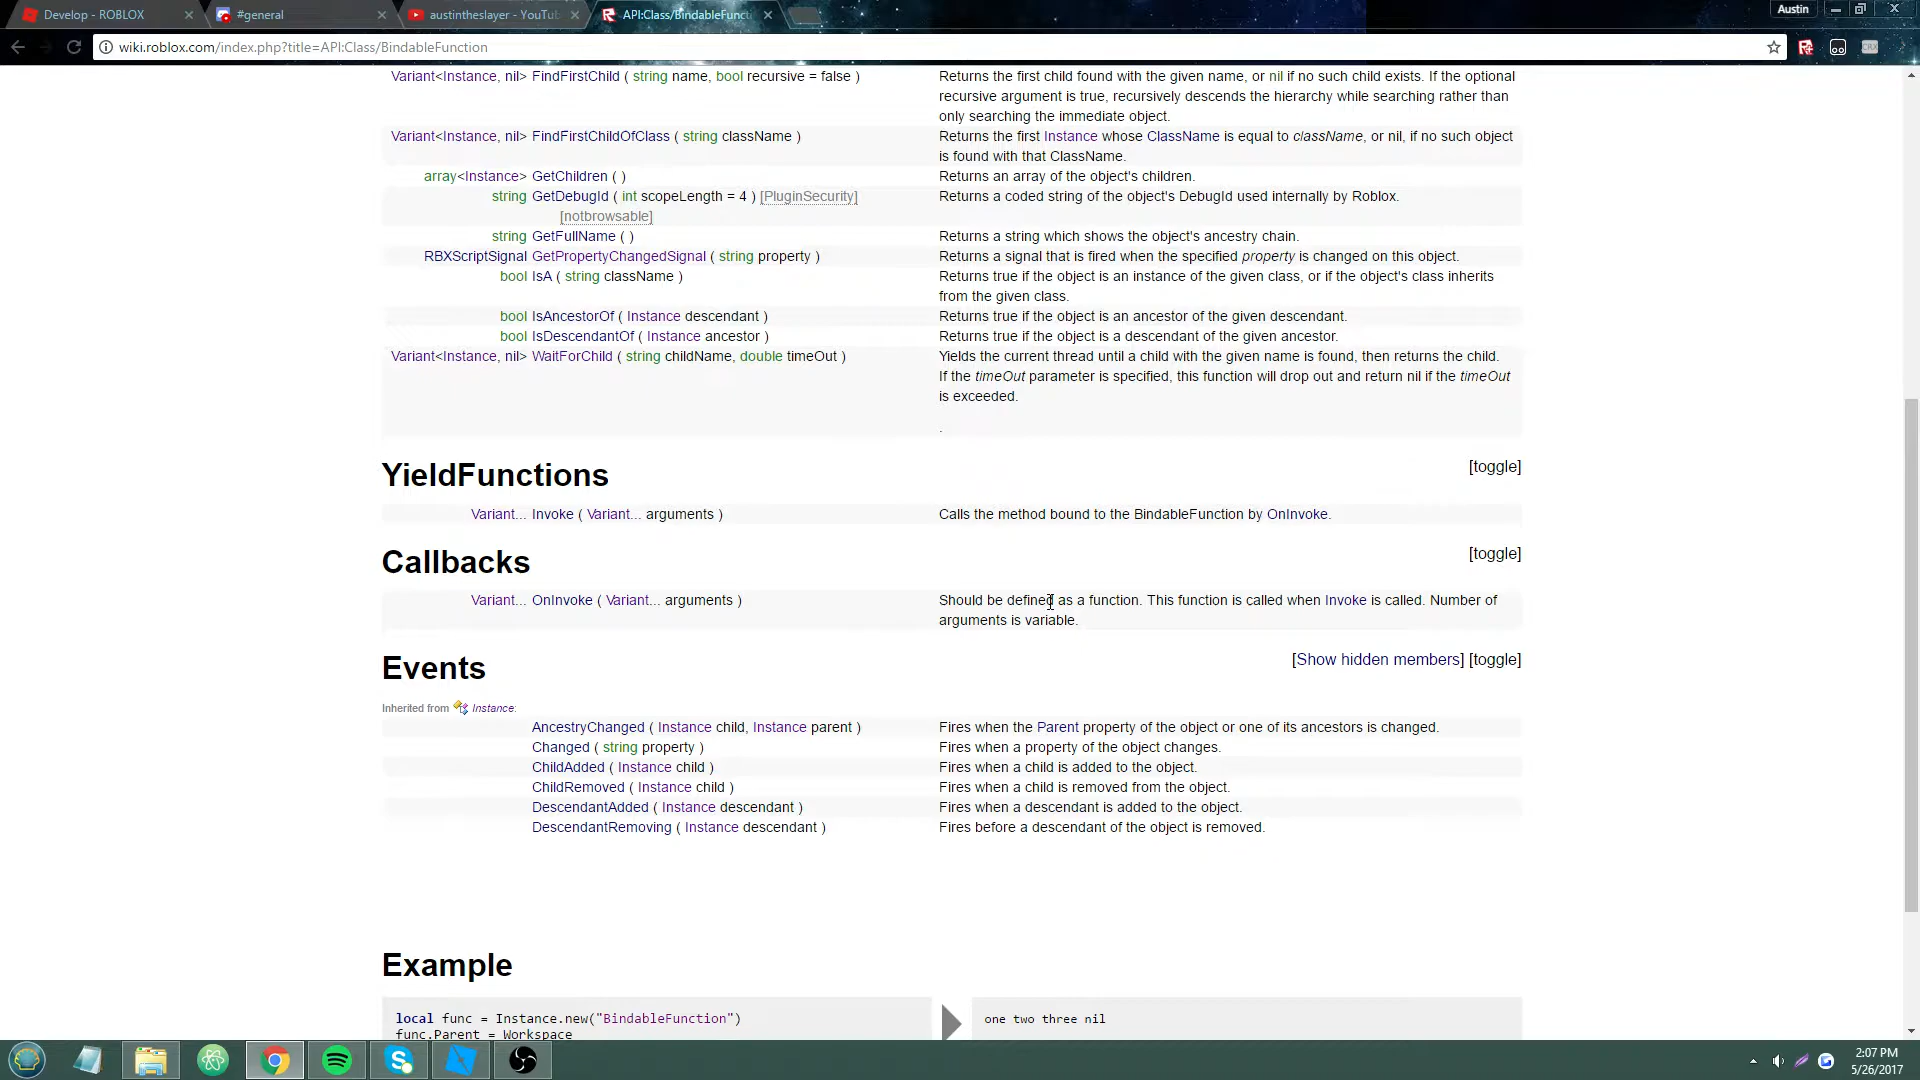 Develop - ROBLOX
#general
austintheslayer - YouTu
API:Class/BindableFuncti
Austin
wiki.roblox.com/index.php?title=API:Class/BindableFunction
Variant<Instance, nil> FindFirstChild ( string name, bool recursive = false )
Returns the first child found with the given name, or nil if no such child exists. If the optional
recursive argument is true, recursively descends the hierarchy while searching rather than
only searching the immediate object.
Variant<Instance, nil> FindFirstChildOfClass ( string className )
Returns the first Instance whose ClassName is equal to className, or nil, if no such object
is found with that ClassName.
array<Instance> GetChildren ( )
Returns an array of the object's children.
string GetDebugId ( int scopeLength = 4 ) [PluginSecurity]
[notbrowsable]
Returns a coded string of the object's DebugId used internally by Roblox.
string GetFullName ( )
Returns a string which shows the object's ancestry chain.
RBXScriptSignal GetPropertyChangedSignal ( string property )
Returns a signal that is fired when the specified property is changed on this object.
bool IsA ( string className )
Returns true if the object is an instance of the given class, or if the object's class inherits
from the given class.
bool IsAncestorOf ( Instance descendant )
Returns true if the object is an ancestor of the given descendant.
bool IsDescendantOf ( Instance ancestor )
Returns true if the object is a descendant of the given ancestor.
Variant<Instance, nil> WaitForChild ( string childName, double timeOut )
Yields the current thread until a child with the given name is found, then returns the child.
If the timeOut parameter is specified, this function will drop out and return nil if the timeOut
is exceeded.
.
YieldFunctions
[toggle]
Variant... Invoke ( Variant... arguments )
Calls the method bound to the BindableFunction by OnInvoke.
Callbacks
[toggle]
Variant... OnInvoke ( Variant... arguments )
Should be defined as a function. This function is called when Invoke is called. Number of
arguments is variable.
Events
[Show hidden members] [toggle]
Inherited from Instance:
AncestryChanged ( Instance child, Instance parent )
Fires when the Parent property of the object or one of its ancestors is changed.
Changed ( string property )
Fires when a property of the object changes.
ChildAdded ( Instance child )
Fires when a child is added to the object.
ChildRemoved ( Instance child )
Fires when a child is removed from the object.
DescendantAdded ( Instance descendant )
Fires when a descendant is added to the object.
DescendantRemoving ( Instance descendant )
Fires before a descendant of the object is removed.
Example
local func = Instance.new("BindableFunction")
func.Parent = Workspace
one two three nil
2:07 PM
5/26/2017